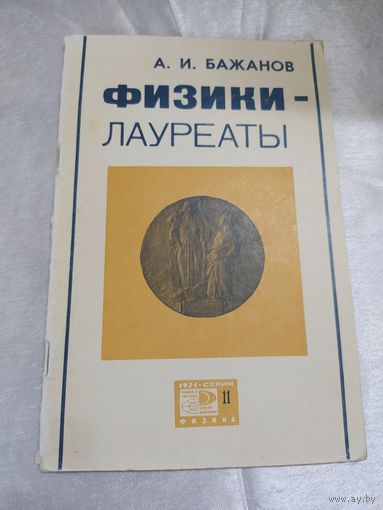 А. И. БАЖАНОВ
ФИЗИКИ -
ЛАУРЕАТЫ
1971 · СЕРИЯ
11
ФИЗИКА
www.ay.by